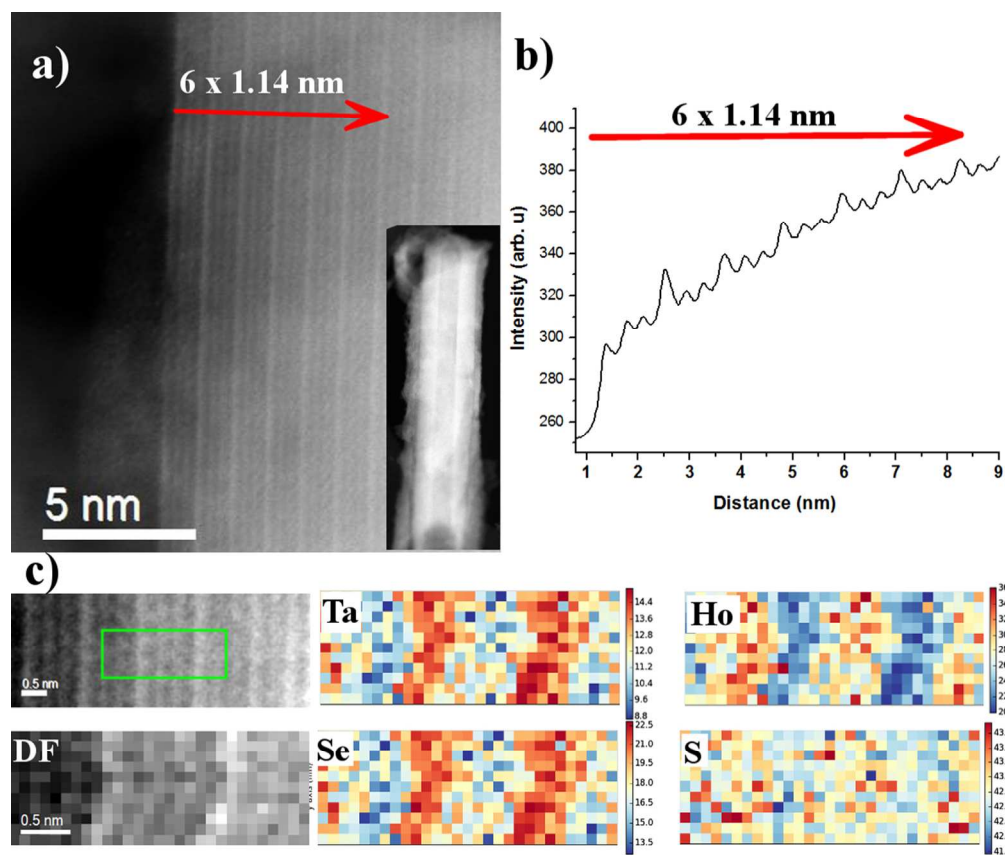 a)
6 x 1.14 nm
5 nm
b)
6 x 1.14 nm
400
380
360
340
320
300
280
260
Intensity (arb. u)
1 2 3 4 5 6 7 8 9
Distance (nm)
c)
0.5 nm
Ta
14.4
13.6
12.8
12.0
11.2
10.4
9.6
8.8
Ho
DF
0.5 nm
Se
22.5
21.0
19.5
18.0
16.5
15.0
13.5
S